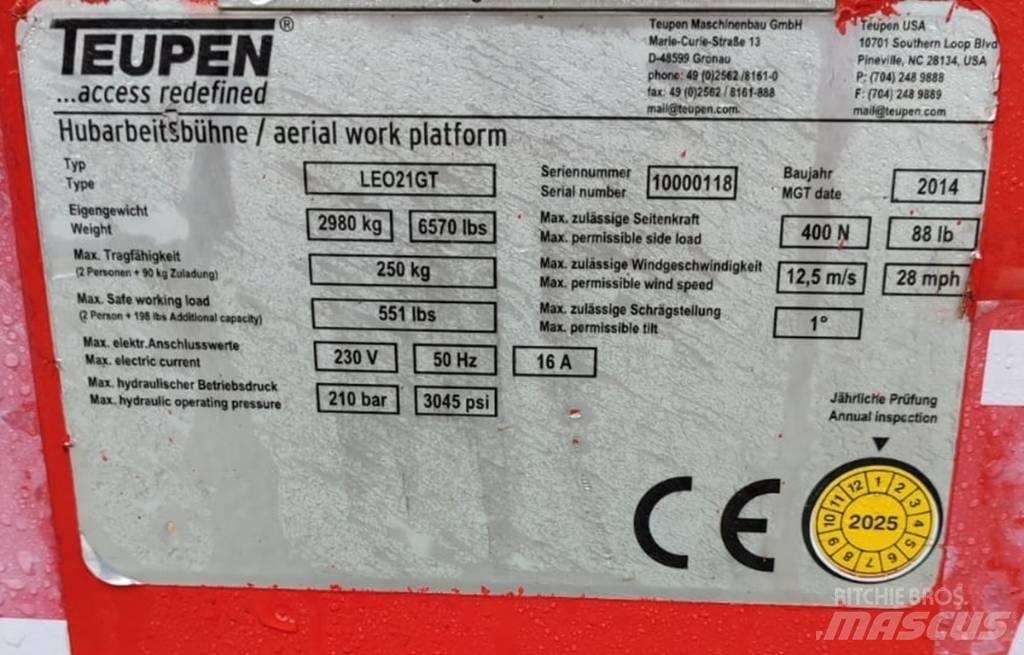 TEUPEN®
...access redefined
Teupen Maschinenbau GmbH
Marie-Curie-Straße 13
D-48599 Gronau
phone: 49 (0)2562 /8161-0
fax: 49 (0)2562 / 8161-888
mail@teupen.com
Teupen USA
10701 Southern Loop Blvd
Pineville, NC 28134, USA
P: (704) 248 9888
F: (704) 248 9889
mail@teupen.com
Hubarbeitsbühne / aerial work platform
Typ
Type
LEO21GT
Eigengewicht
Weight
2980 kg 6570 lbs
Max. Tragfähigkeit
(2 Personen + 90 kg Zuladung)
250 kg
Max. Safe working load
(2 Person + 198 lbs Additional capacity)
551 lbs
Max. elektr.Anschlusswerte
Max. electric current
230 V 50 Hz 16 A
Max. hydraulischer Betriebsdruck
Max. hydraulic operating pressure
210 bar 3045 psi
Seriennummer
Serial number
10000118
Baujahr
MGT date
2014
Max. zulässige Seitenkraft
Max. permissible side load
400 N 88 lb
Max. zulässige Windgeschwindigkeit
Max. permissible wind speed
12,5 m/s 28 mph
Max. zulässige Schrägstellung
Max. permissible tilt
1°
Jährliche Prüfung
Annual inspection
CE
12 1 2 3 4 5 6 7 8 9 10 11
2025
RITCHIE BROS.
MASCUS